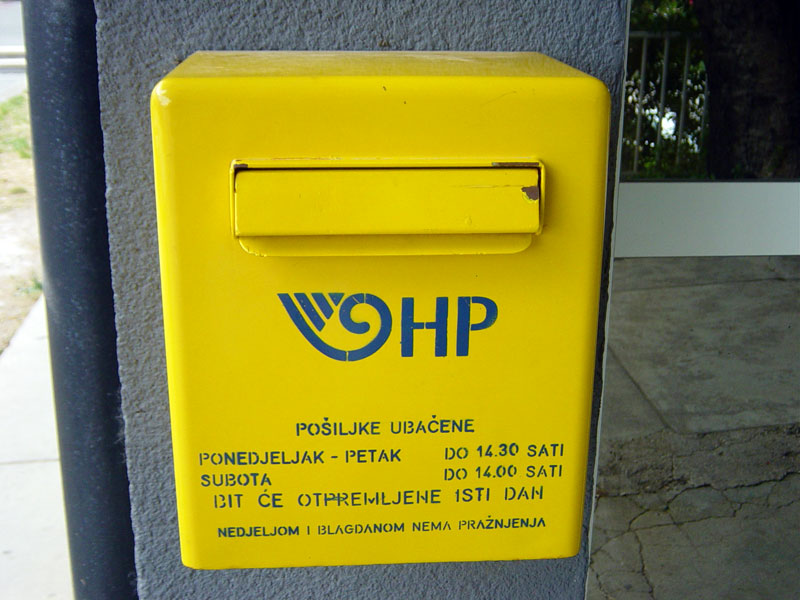 HP
POŠILJKE UBAČENE
PONEDJELJAK - PETAK DO 14.30 SATI
SUBOTA DO 14.00 SATI
BIT ĆE OTPREMLJENE ISTI DAN
NEDJELJOM I BLAGDANOM NEMA PRAŽNJENJA